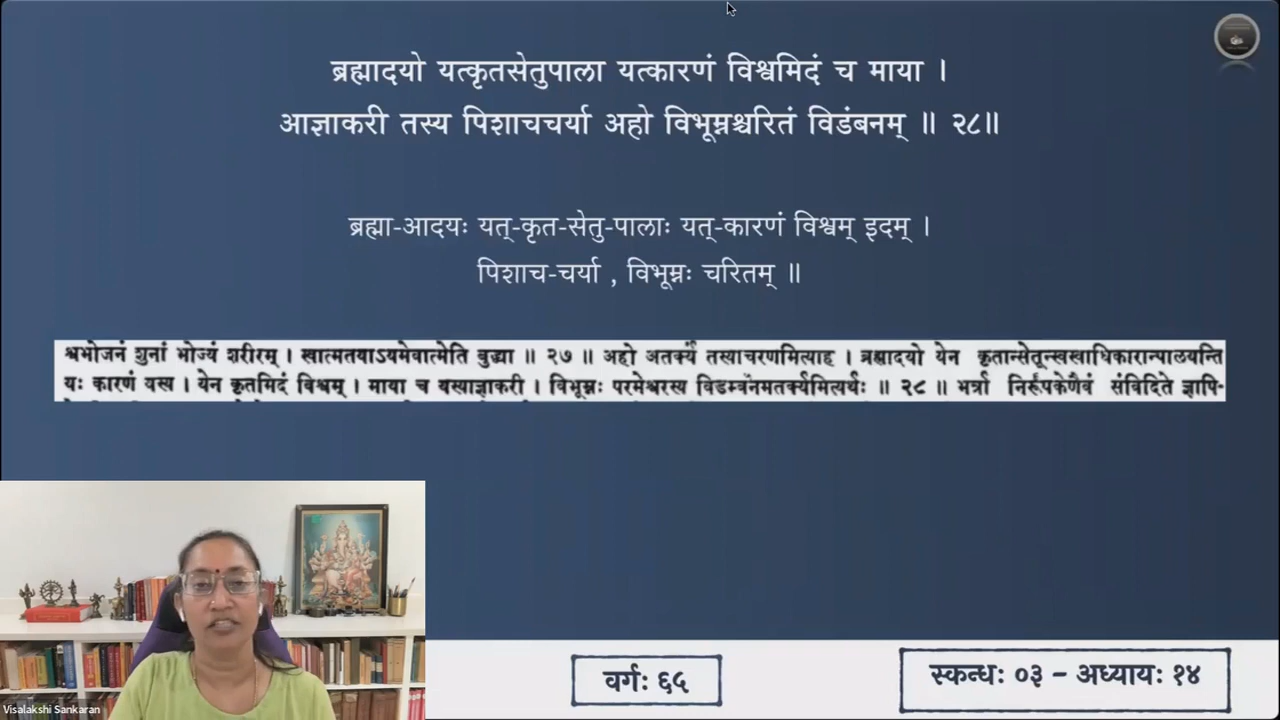 ब्रह्मादयो यत्कृतसेतुपाला यत्कारणं विश्वमिदं च माया ।
आज्ञाकरी तस्य पिशाचचर्या अहो विभूम्नश्चरितं विडंबनम् ॥ २८॥
ब्रह्मा-आदयः यत्-कृत-सेतु-पालाः यत्-कारणं विश्वम् इदम् ।
पिशाच-चर्या , विभूम्नः चरितम् ॥
श्वभोजनं शुनां भोज्यं शरीरम् । स्वात्मतयाऽयमेवात्मेति बुद्ध्या ॥ २७ ॥ अहो अतर्क्यं तस्याचरणमित्याह । ब्रह्मादयो येन कृतान्सेतून्स्वस्वाधिकारान्पालयन्ति
यः कारणं यस्य । येन कृतमिदं विश्वम् । माया च यस्याज्ञाकरी । विभूम्नः परमेश्वरस्य विडम्बनमतर्क्यमित्यर्थः ॥ २८ ॥ भर्त्रा निरूपकेणैवं संविदिते ज्ञापि-
वर्गः ६५
स्कन्धः ०३ – अध्यायः १४
Visalakshi Sankaran